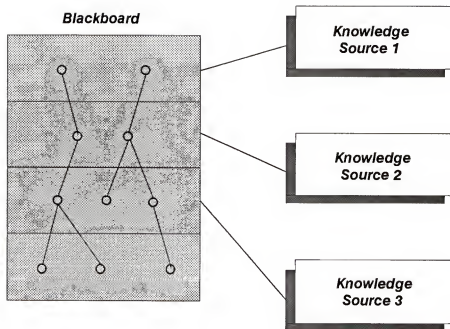 Blackboard
Knowledge
Source 1
Knowledge
Source 2
Knowledge
Source 3